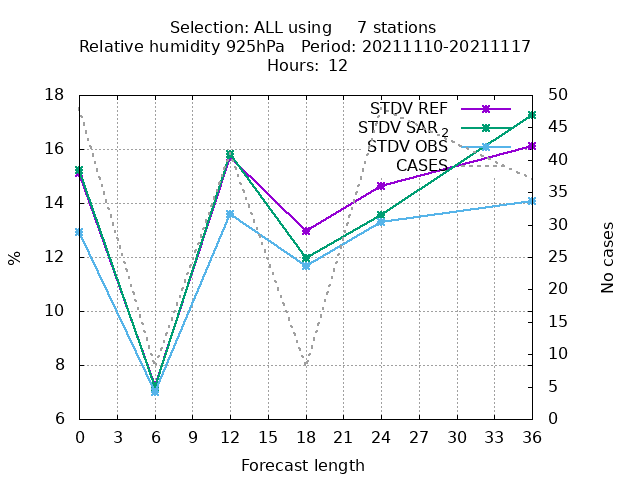 Selection: ALL using 7 stations
Relative humidity 925hPa Period: 20211110-20211117
Hours: 12
STDV REF
STDV SAR 2
STDV OBS
CASES
18
16
14
12
10
8
6
50
45
40
35
30
25
20
15
10
5
0
%
No cases
0 3 6 9 12 15 18 21 24 27 30 33 36
Forecast length